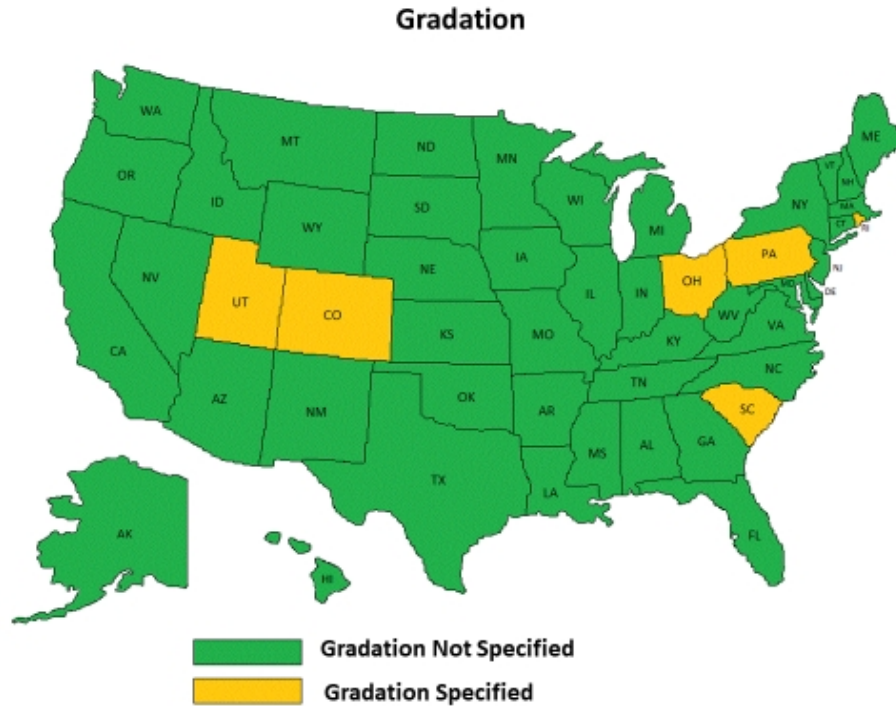 Gradation
WA
MT
ND
MN
ME
OR
ID
SD
WI
MI
VT
NH
NY
MA
CT
RI
WY
IA
NE
PA
NJ
NV
UT
CO
IL
IN
OH
MD
DE
WV
VA
KS
MO
KY
CA
AZ
NM
OK
TN
NC
AR
SC
MS
AL
GA
TX
LA
FL
AK
HI
Gradation Not Specified
Gradation Specified